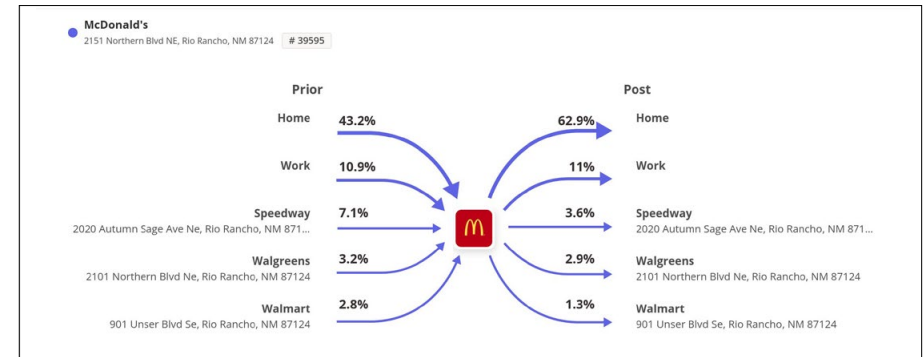 McDonald's
2151 Northern Blvd NE, Rio Rancho, NM 87124 # 39595
Prior
Post
Home 43.2%
62.9% Home
Work 10.9%
11% Work
Speedway 7.1%
2020 Autumn Sage Ave Ne, Rio Rancho, NM 871...
3.6% Speedway
2020 Autumn Sage Ave Ne, Rio Rancho, NM 871...
Walgreens 3.2%
2101 Northern Blvd Ne, Rio Rancho, NM 87124
2.9% Walgreens
2101 Northern Blvd Ne, Rio Rancho, NM 87124
Walmart 2.8%
901 Unser Blvd Se, Rio Rancho, NM 87124
1.3% Walmart
901 Unser Blvd Se, Rio Rancho, NM 87124